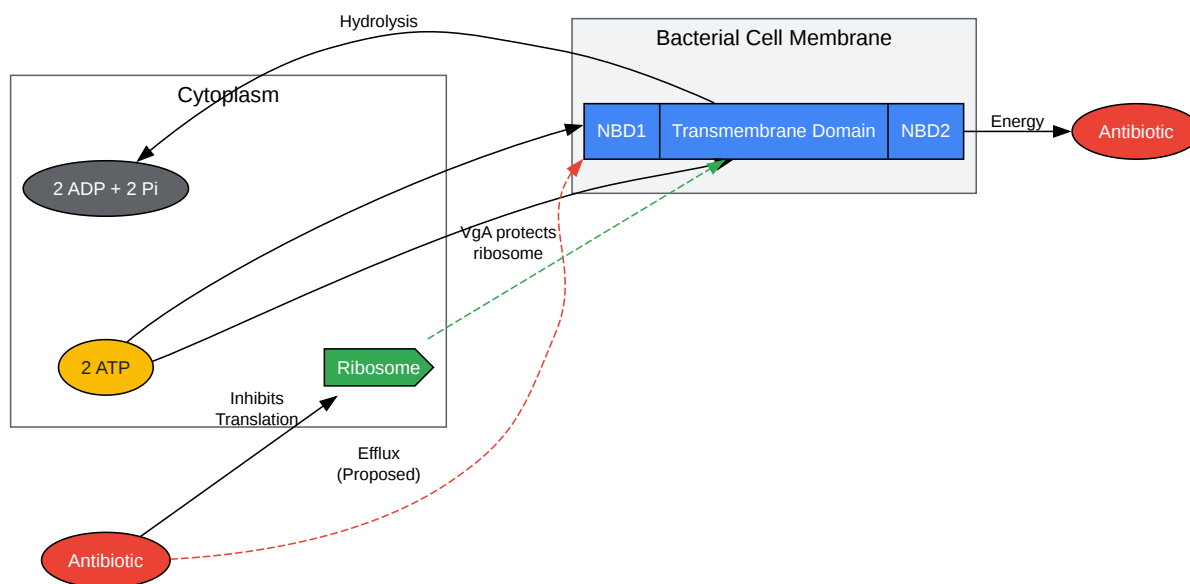 Hydrolysis
Bacterial Cell Membrane
Cytoplasm
NBD1
Transmembrane Domain
NBD2
Energy
Antibiotic
2 ADP + 2 Pi
VgA protects
ribosome
2 ATP
Ribosome
Inhibits
Translation
Efflux
(Proposed)
Antibiotic